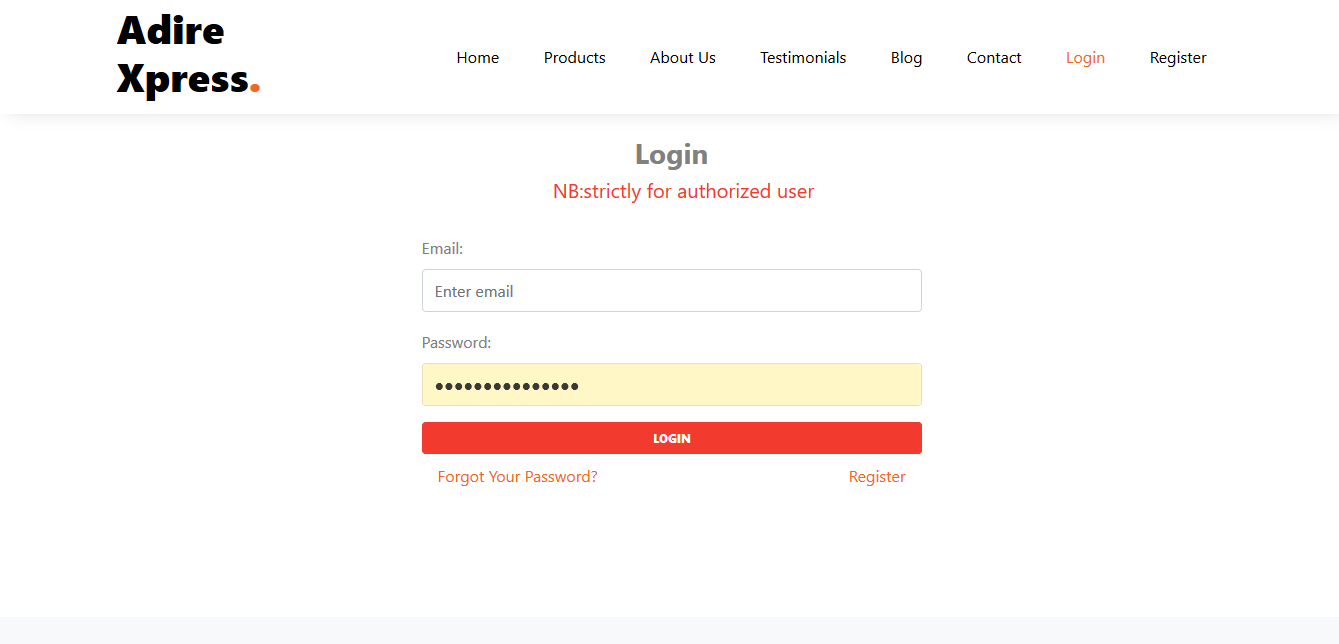 Adire
Xpress.
Home Products About Us Testimonials Blog Contact Login Register
Login
NB:strictly for authorized user
Email:
Enter email
Password:
●●●●●●●●●●●●●●●
LOGIN
Forgot Your Password? Register